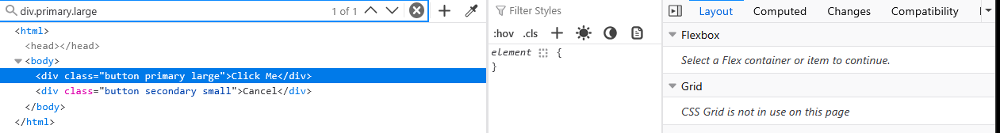 div.primary.large 1 of 1
<html>
<head></head>
<body>
<div class="button primary large">Click Me</div>
<div class="button secondary small">Cancel</div>
</body>
</html>
Filter Styles
:hov .cls
element {
}
Layout Computed Changes Compatibility
Flexbox
Select a Flex container or item to continue.
Grid
CSS Grid is not in use on this page